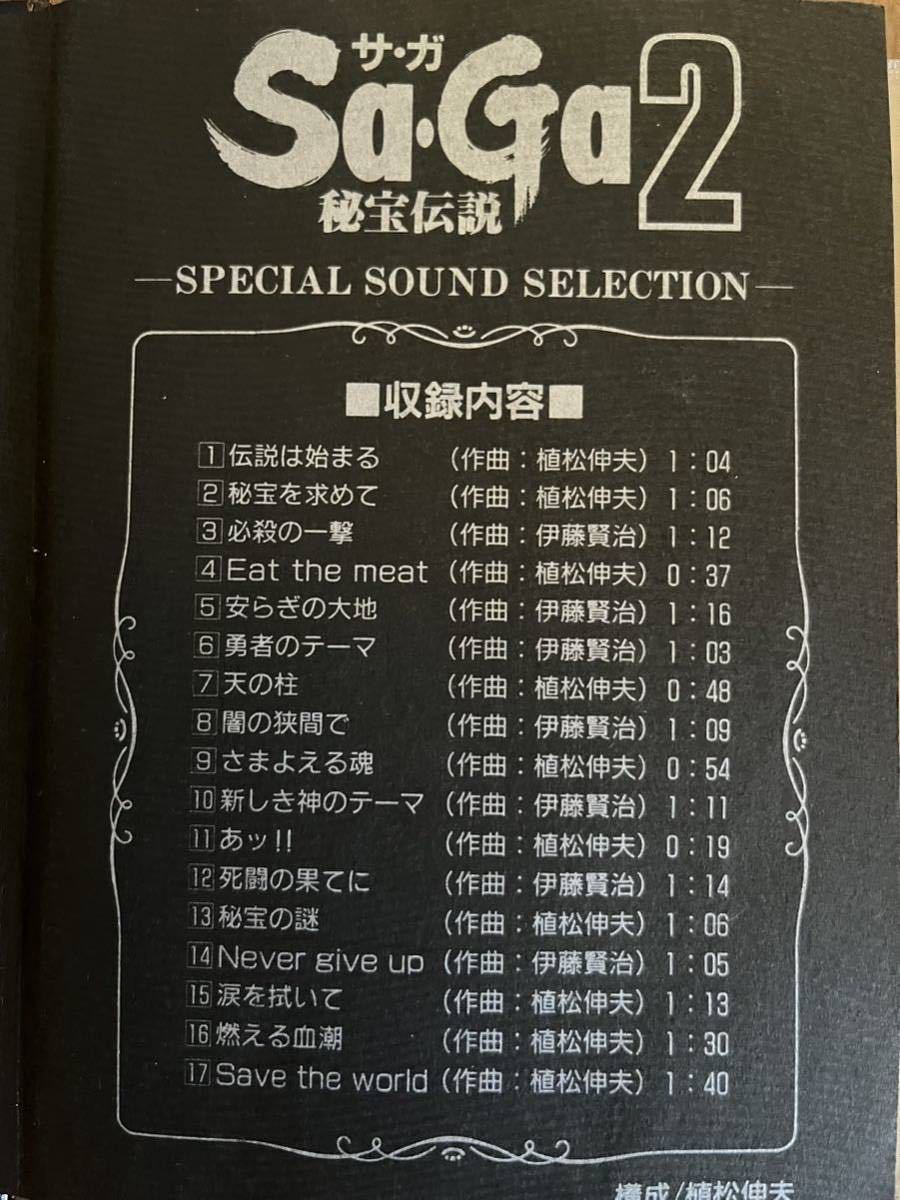 サ・ガ
Sa・Ga2
秘宝伝説
SPECIAL SOUND SELECTION
■収録内容■
1 伝説は始まる (作曲:植松伸夫) 1:04
2 秘宝を求めて (作曲:植松伸夫) 1:06
3 必殺の一撃 (作曲:伊藤賢治) 1:12
4 Eat the meat (作曲:植松伸夫) 0:37
5 安らぎの大地 (作曲:伊藤賢治) 1:16
6 勇者のテーマ (作曲:伊藤賢治) 1:03
7 天の柱 (作曲:植松伸夫) 0:48
8 闇の狭間で (作曲:伊藤賢治) 1:09
9 さまよえる魂 (作曲:植松伸夫) 0:54
10 新しき神のテーマ (作曲:伊藤賢治) 1:11
11 あッ!! (作曲:植松伸夫) 0:19
12 死闘の果てに (作曲:伊藤賢治) 1:14
13 秘宝の謎 (作曲:植松伸夫) 1:06
14 Never give up (作曲:伊藤賢治) 1:05
15 涙を拭いて (作曲:植松伸夫) 1:13
16 燃える血潮 (作曲:植松伸夫) 1:30
17 Save the world (作曲:植松伸夫) 1:40
構成/植松伸夫